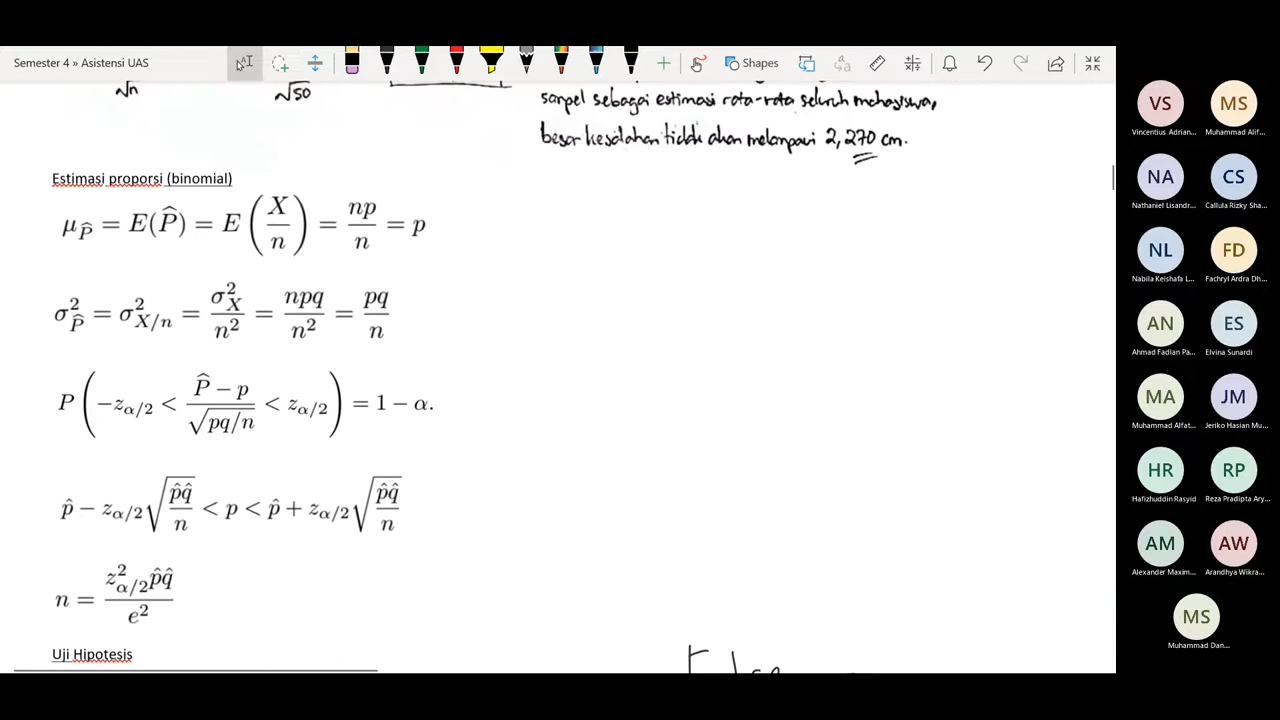 Semester 4 » Asistensi UAS
Shapes
√n
√50
sampel sebagai estimasi rata-rata seluruh mahasiswa,
besar kesalahan tidak akan melampaui 2,270 cm.
Estimasi proporsi (binomial)
μ_P̂ = E(P̂) = E(X/n) = np/n = p
σ²_P̂ = σ²_X/n = σ²_X/n² = npq/n² = pq/n
P(−z_α/2 < (P̂ − p)/√(pq/n) < z_α/2) = 1 − α.
p̂ − z_α/2 √(p̂q̂/n) < p < p̂ + z_α/2 √(p̂q̂/n)
n = z²_α/2 p̂q̂ / e²
Uji Hipotesis
VS
Vincentius Adrian...
MS
Muhammad Alif...
NA
Nathaniel Lisandr...
CS
Callula Rizky Sha...
NL
Nabila Keishafa L...
FD
Fachryl Ardra Dh...
AN
Ahmad Fadlan Pa...
ES
Elvina Sunardi
MA
Muhammad Alfat...
JM
Jeriko Hasian Mu...
HR
Hafizhuddin Rasyid
RP
Reza Pradipta Ary...
AM
Alexander Maxim...
AW
Arandhya Wikra...
MS
Muhammad Dan...